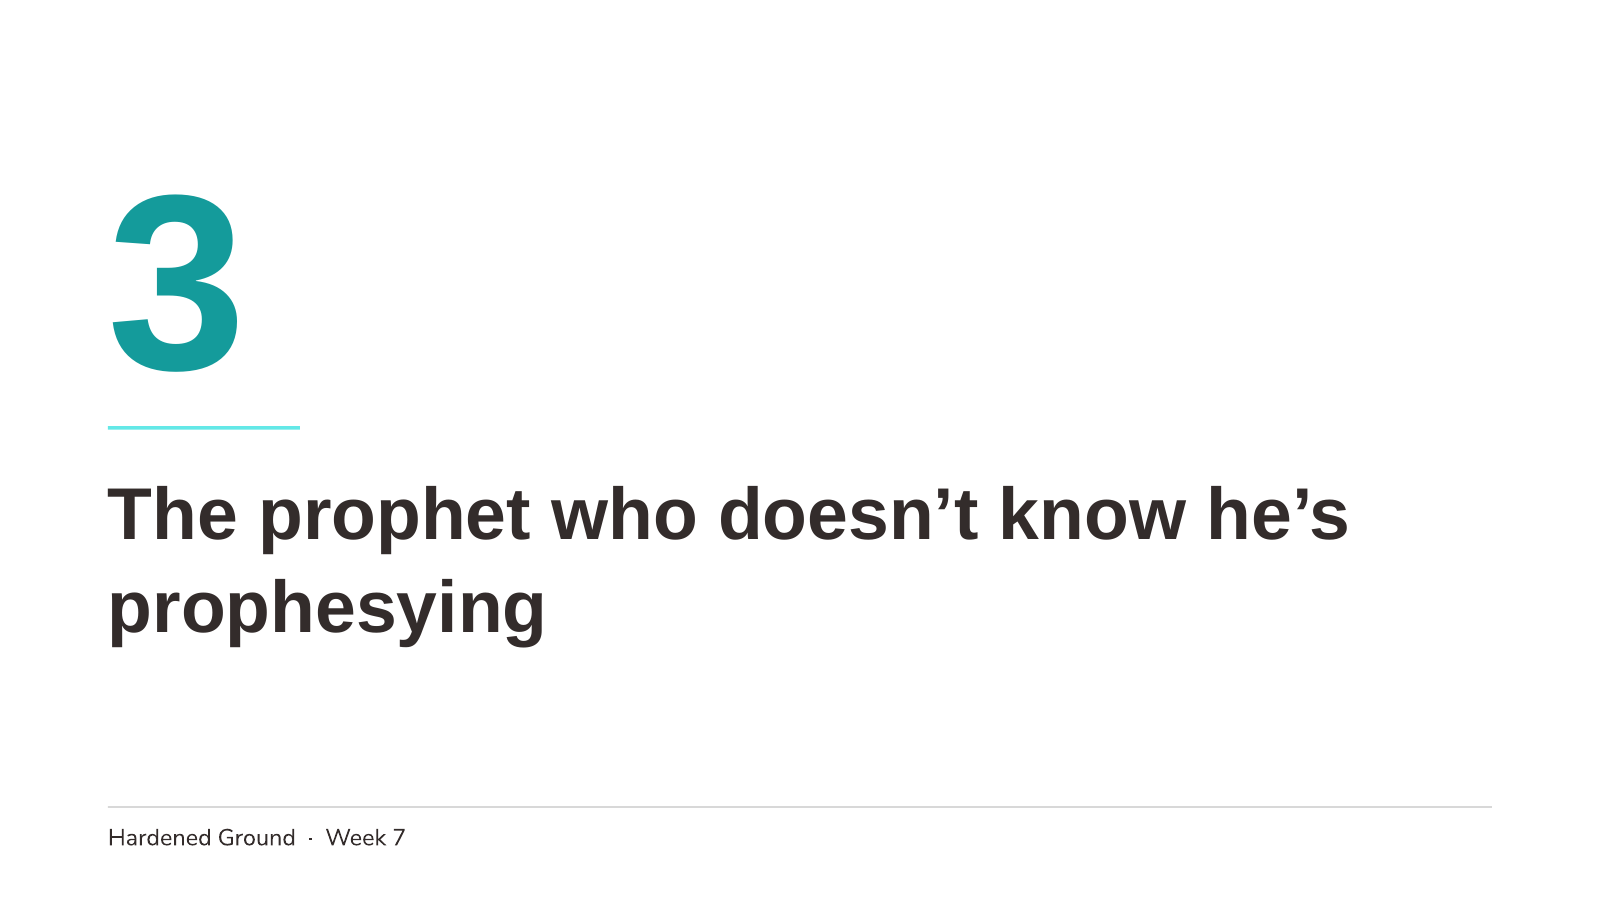 3
The prophet who doesn’t know he’s
prophesying
Hardened Ground · Week 7